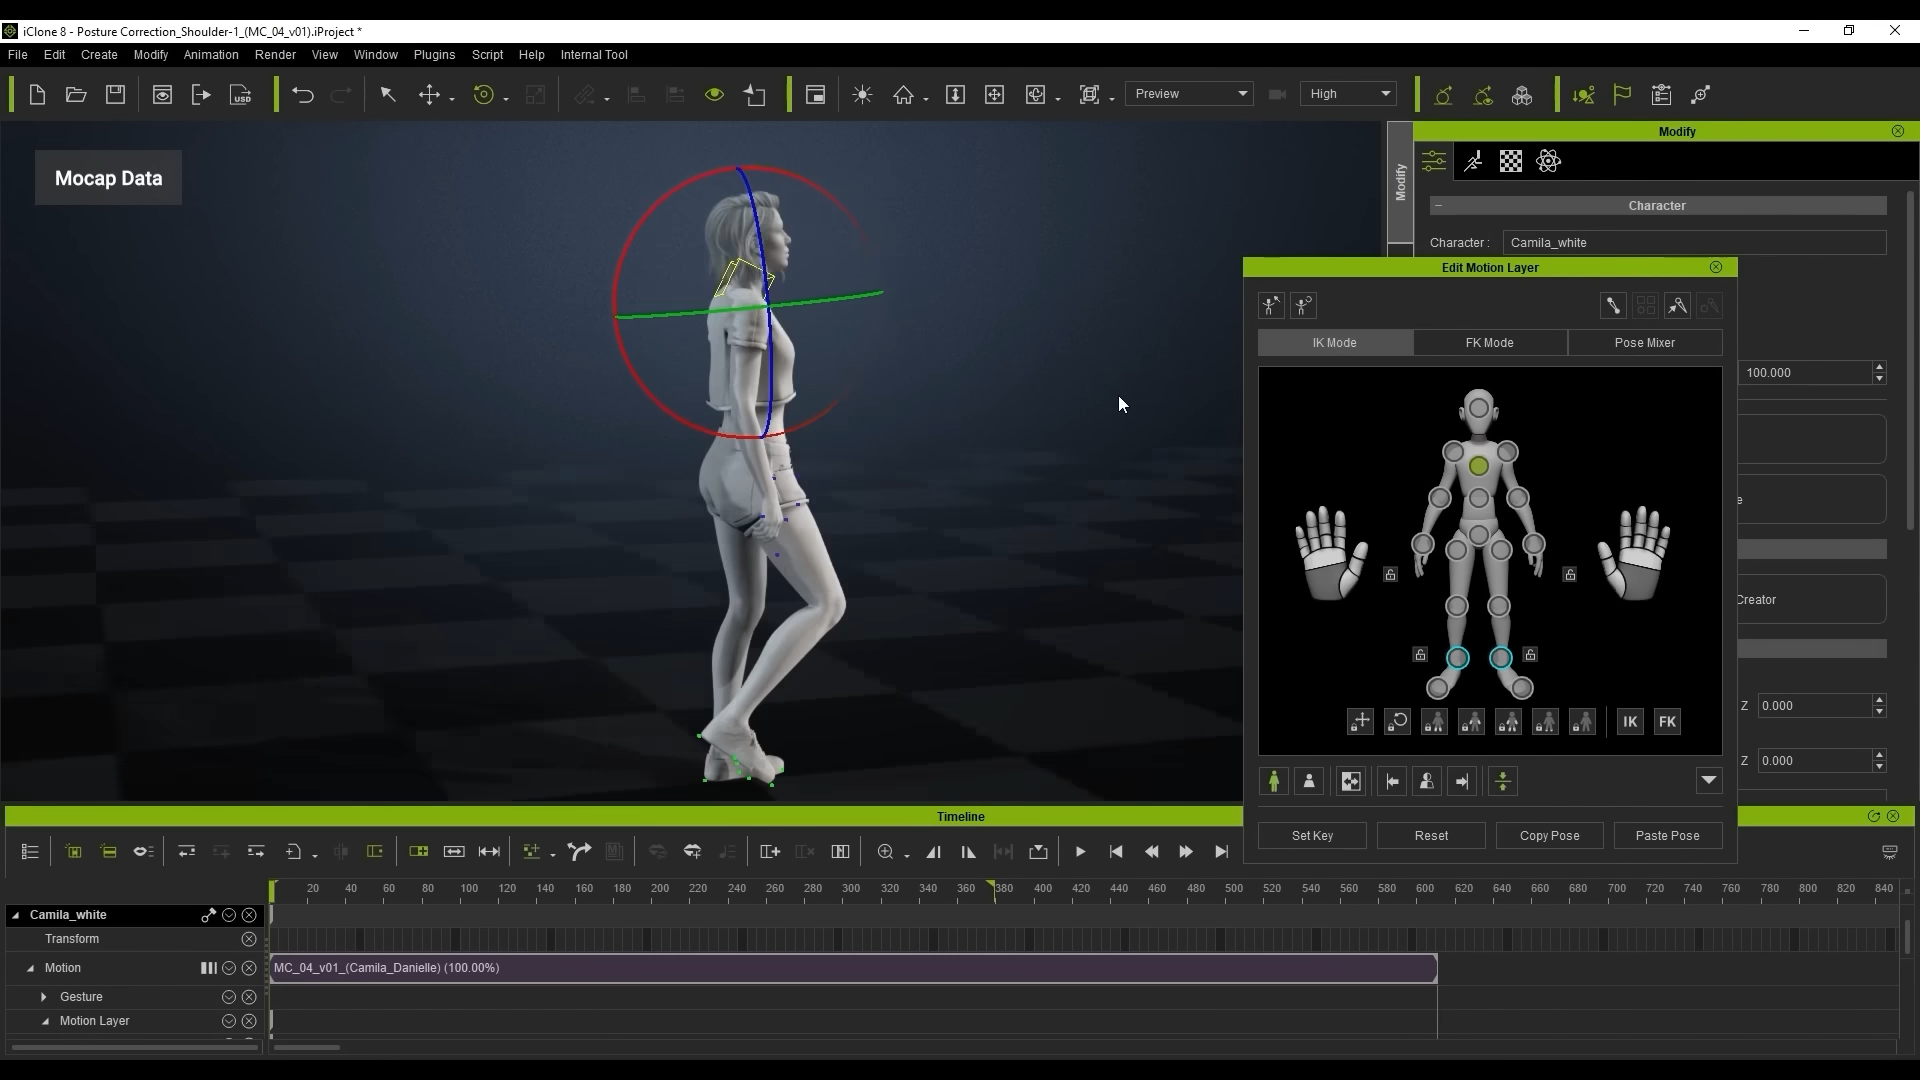 iClone 8 - Posture Correction_Shoulder-1_(MC_04_v01).iProject *
File Edit Create Modify Animation Render View Window Plugins Script Help Internal Tool
USD
Preview
High
Mocap Data
Modify
Modify
Character
Character :
Camila_white
Edit Motion Layer
IK Mode
FK Mode
Pose Mixer
100.000
e
Creator
Z 0.000
IK FK
Z 0.000
Set Key
Reset
Copy Pose
Paste Pose
Timeline
20 40 60 80 100 120 140 160 180 200 220 240 260 280 300 320 340 360 380 400 420 440 460 480 500 520 540 560 580 600 620 640 660 680 700 720 740 760 780 800 820 840
Camila_white
Transform
Motion
MC_04_v01_(Camila_Danielle) (100.00%)
Gesture
Motion Layer